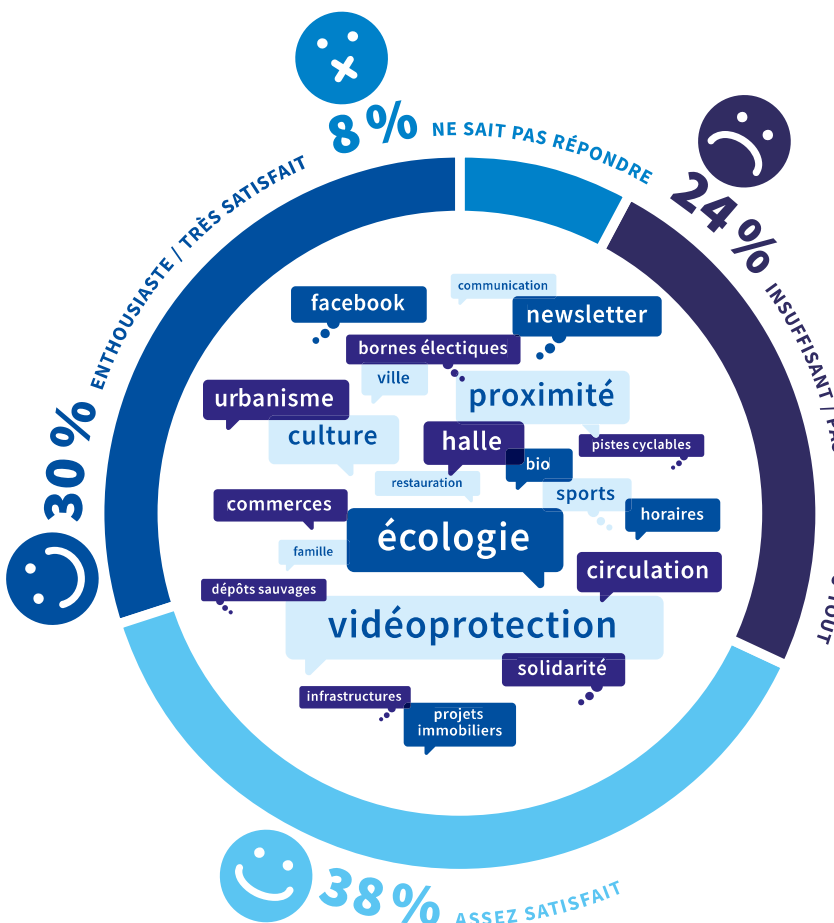 8 % NE SAIT PAS RÉPONDRE
24 % INSUFFISANT / PAS
TOUT
30 % ENTHOUSIASTE / TRÈS SATISFAIT
communication
facebook
newsletter
bornes électiques
ville
urbanisme
proximité
culture
halle
pistes cyclables
bio
restauration
sports
commerces
horaires
écologie
famille
circulation
dépôts sauvages
vidéoprotection
solidarité
infrastructures
projets
immobiliers
38 % ASSEZ SATISFAIT